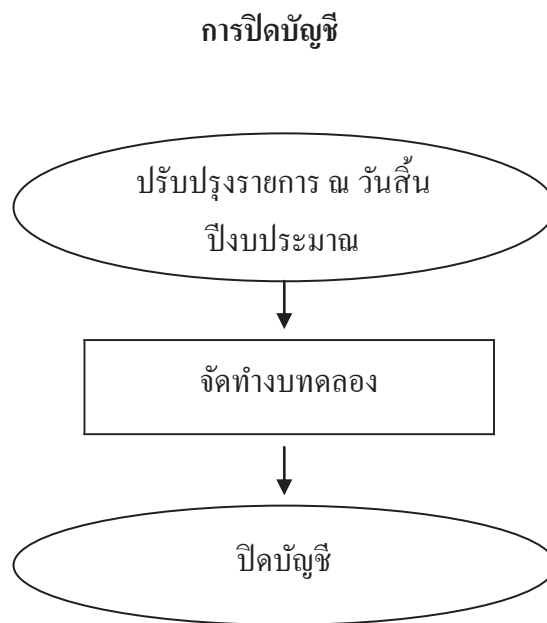 การปิดบัญชี
ปรับปรุงรายการ ณ วันสิ้น
ปีงบประมาณ
จัดทำงบทดลอง
ปิดบัญชี